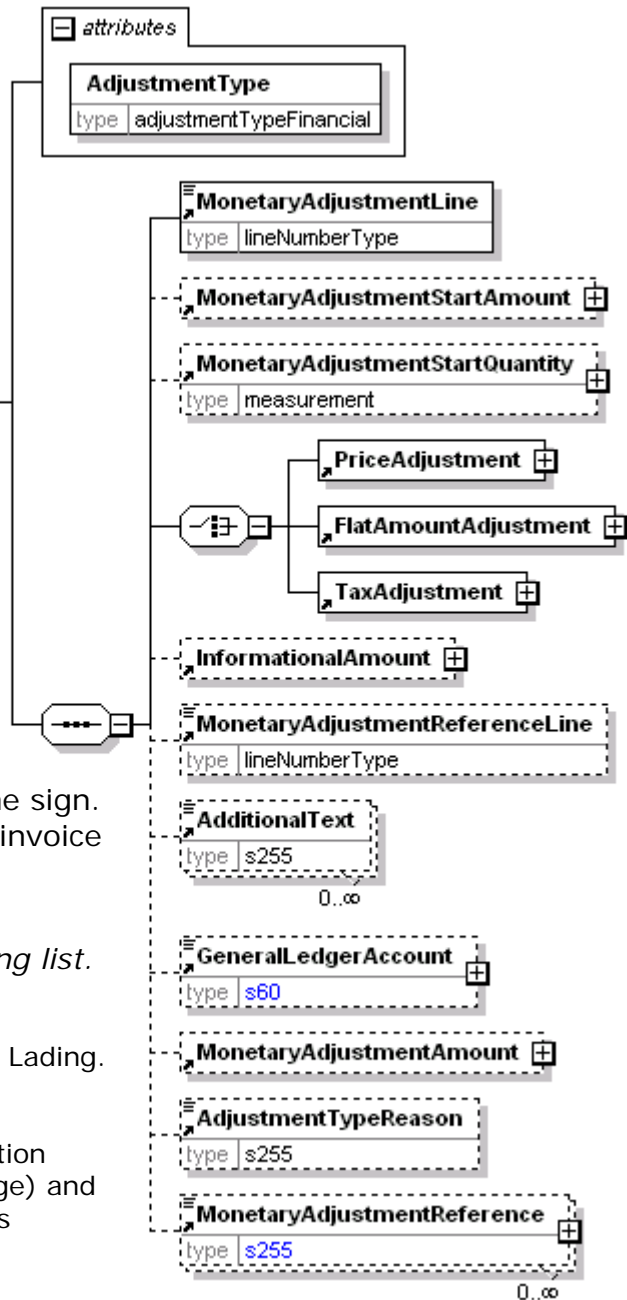 attributes
AdjustmentType
type adjustmentTypeFinancial
MonetaryAdjustmentLine
type lineNumberType
MonetaryAdjustmentStartAmount
MonetaryAdjustmentStartQuantity
type measurement
PriceAdjustment
FlatAmountAdjustment
TaxAdjustment
InformationalAmount
MonetaryAdjustmentReferenceLine
type lineNumberType
ne sign.
invoice
AdditionalText
type s255
0..∞
ng list.
GeneralLedgerAccount
type s60
Lading.
MonetaryAdjustmentAmount
tion
ge) and
s
AdjustmentTypeReason
type s255
MonetaryAdjustmentReference
type s255
0..∞